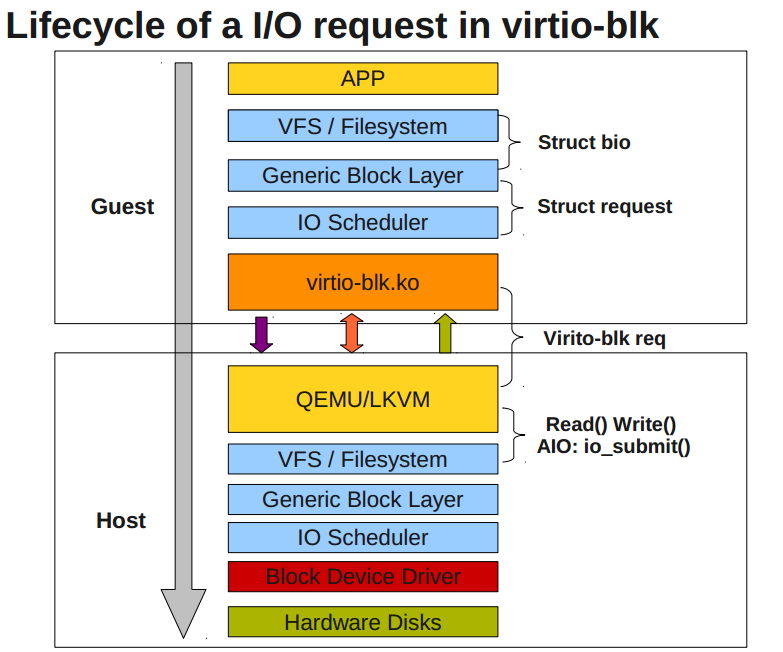 Lifecycle of a I/O request in virtio-blk
Guest
APP
VFS / Filesystem
Struct bio
Generic Block Layer
Struct request
IO Scheduler
virtio-blk.ko
Virito-blk req
Host
QEMU/LKVM
Read() Write()
AIO: io_submit()
VFS / Filesystem
Generic Block Layer
IO Scheduler
Block Device Driver
Hardware Disks